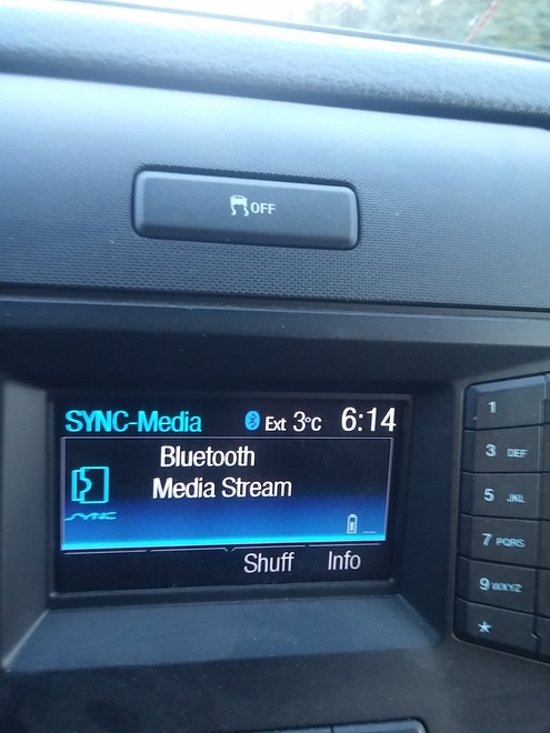 OFF
SYNC-Media Ext 3°C 6:14
Bluetooth
Media Stream
SYNC
Shuff Info
1
3 DEF
5 JKL
7 PQRS
9 WXYZ
*